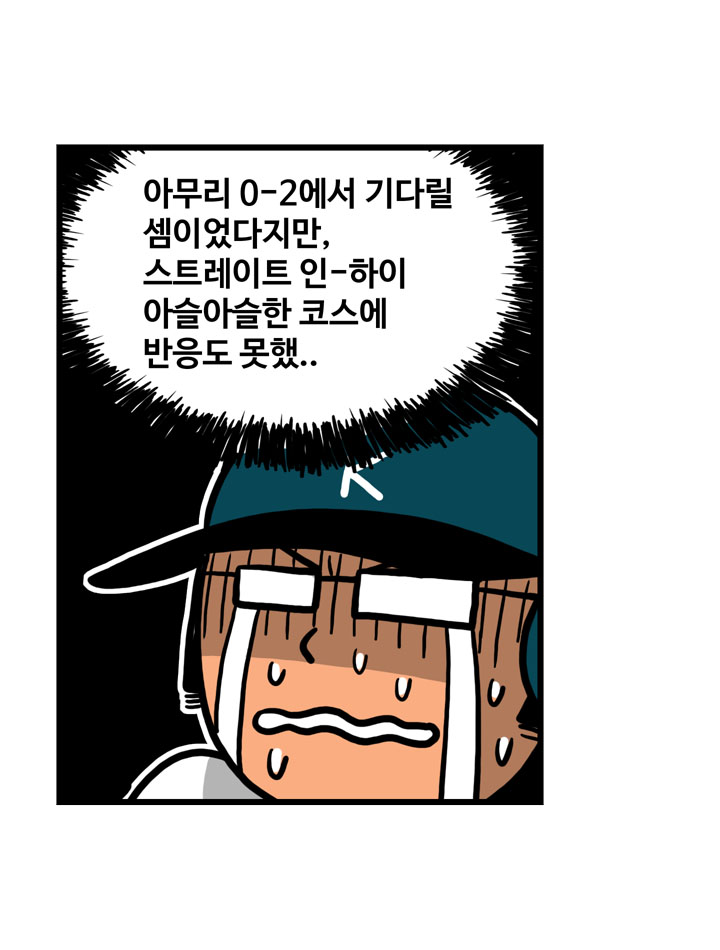 아무리 0-2에서 기다릴
셈이었다지만,
스트레이트 인-하이
아슬아슬한 코스에
반응도 못했..
K